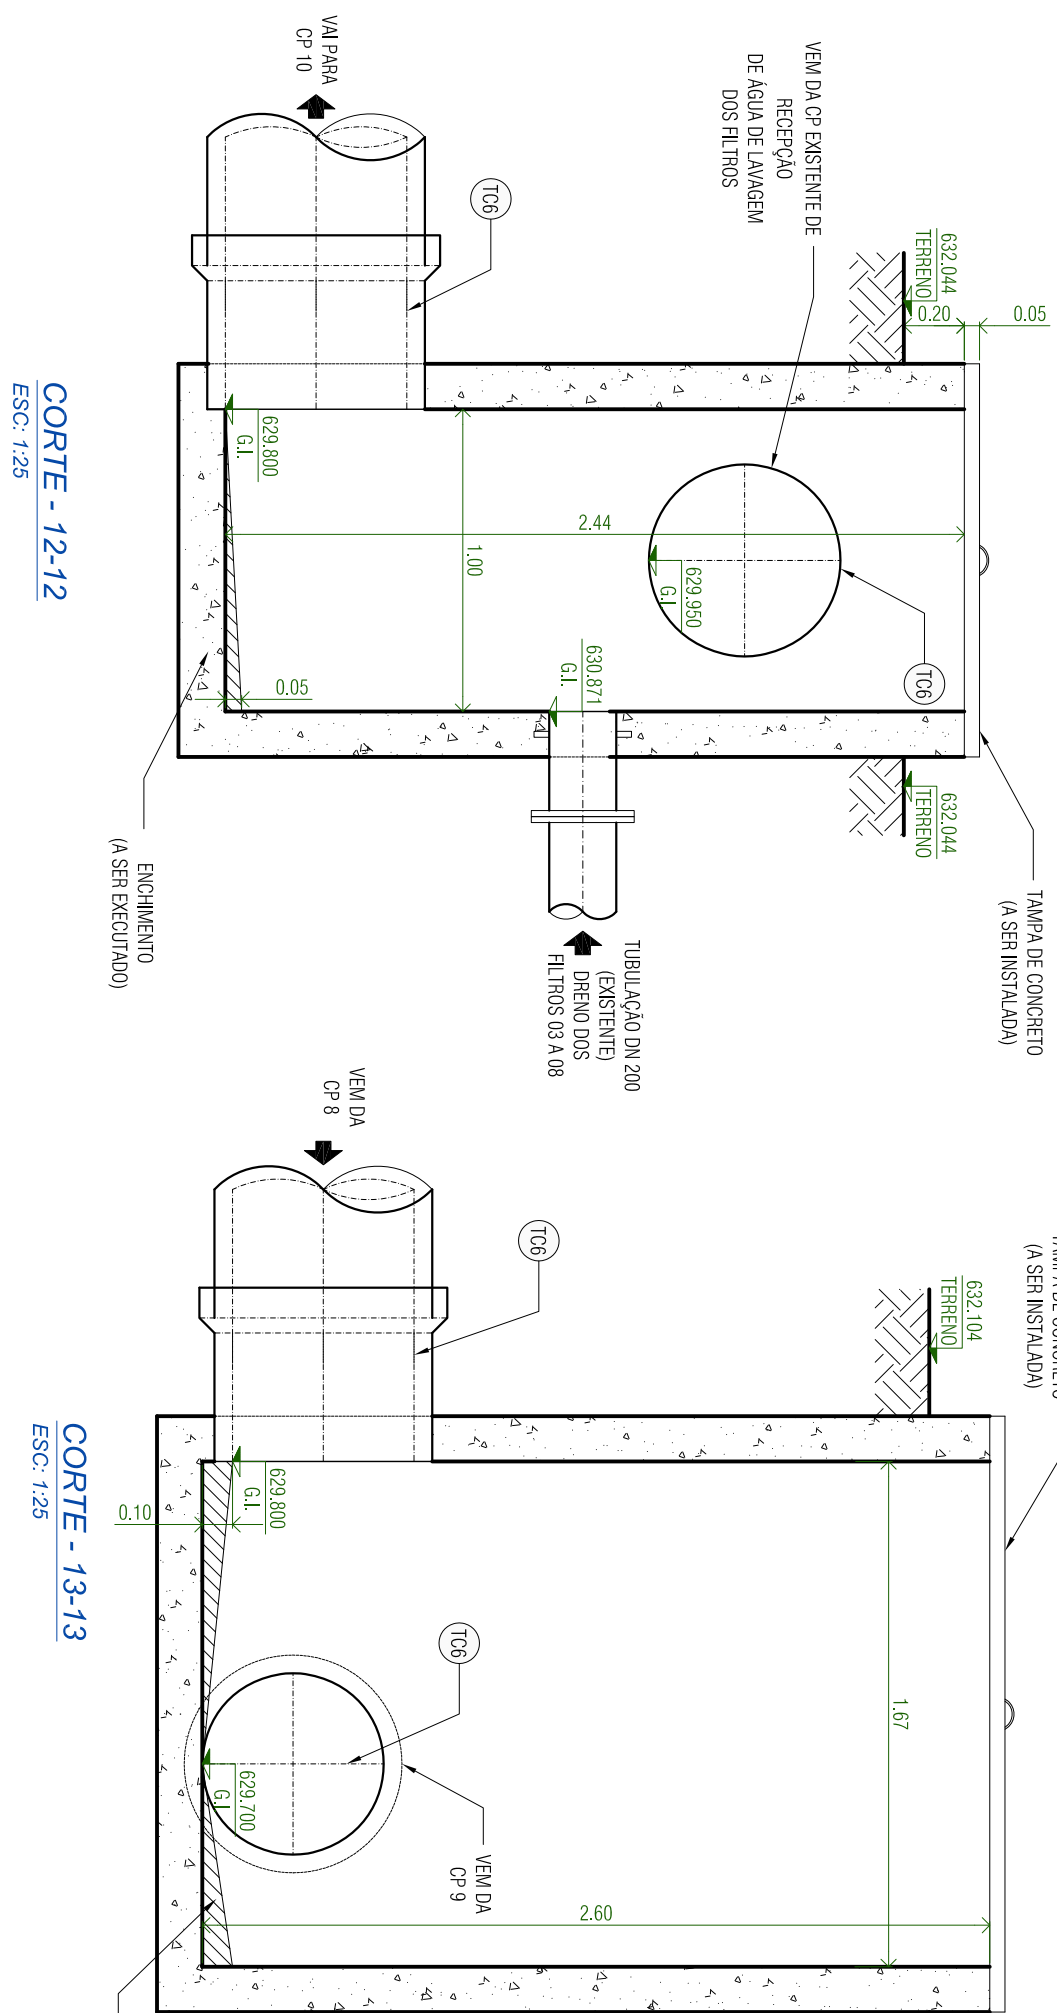 VAI PARA
CP 10
TC6
VEM DA CP EXISTENTE DE
RECEPÇÃO
DE ÁGUA DE LAVAGEM
DOS FILTROS
632.044
TERRENO
0.20
0.05
629.800
G.I.
2.44
1.00
629.950
G.I.
TC6
630.871
G.I.
0.05
632.044
TERRENO
TAMPA DE CONCRETO
(A SER INSTALADA)
ENCHIMENTO
(A SER EXECUTADO)
TUBULAÇÃO DN 200
(EXISTENTE)
DRENO DOS
FILTROS 03 A 08
CORTE - 12-12
ESC: 1:25
VEM DA
CP 8
TC6
632.104
TERRENO
TAMPA DE CONCRETO
(A SER INSTALADA)
629.800
G.I.
0.10
TC6
1.67
629.700
G.I.
VEM DA
CP 9
2.60
CORTE - 13-13
ESC: 1:25